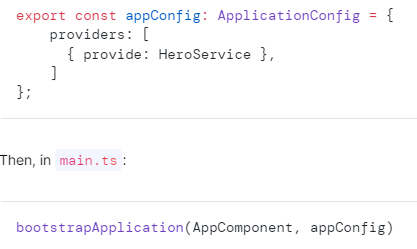 export const appConfig: ApplicationConfig = {
    providers: [
      { provide: HeroService },
    ]
};
Then, in main.ts:
bootstrapApplication(AppComponent, appConfig)